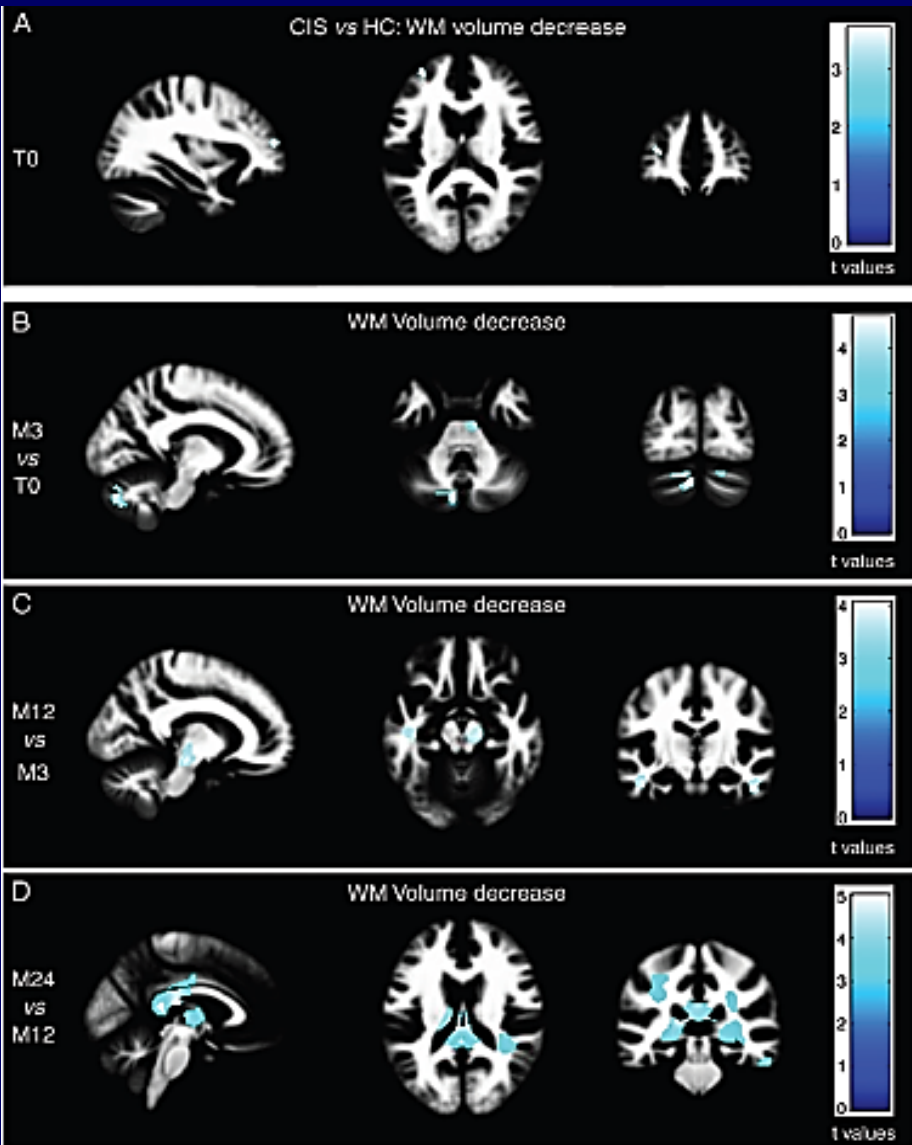 A
CIS vs HC: WM volume decrease
T0
3
2
1
0
t values
B
WM Volume decrease
M3
vs
T0
4
3
2
1
0
t values
C
WM Volume decrease
M12
vs
M3
4
3
2
1
0
t values
D
WM Volume decrease
M24
vs
M12
5
4
3
2
1
0
t values